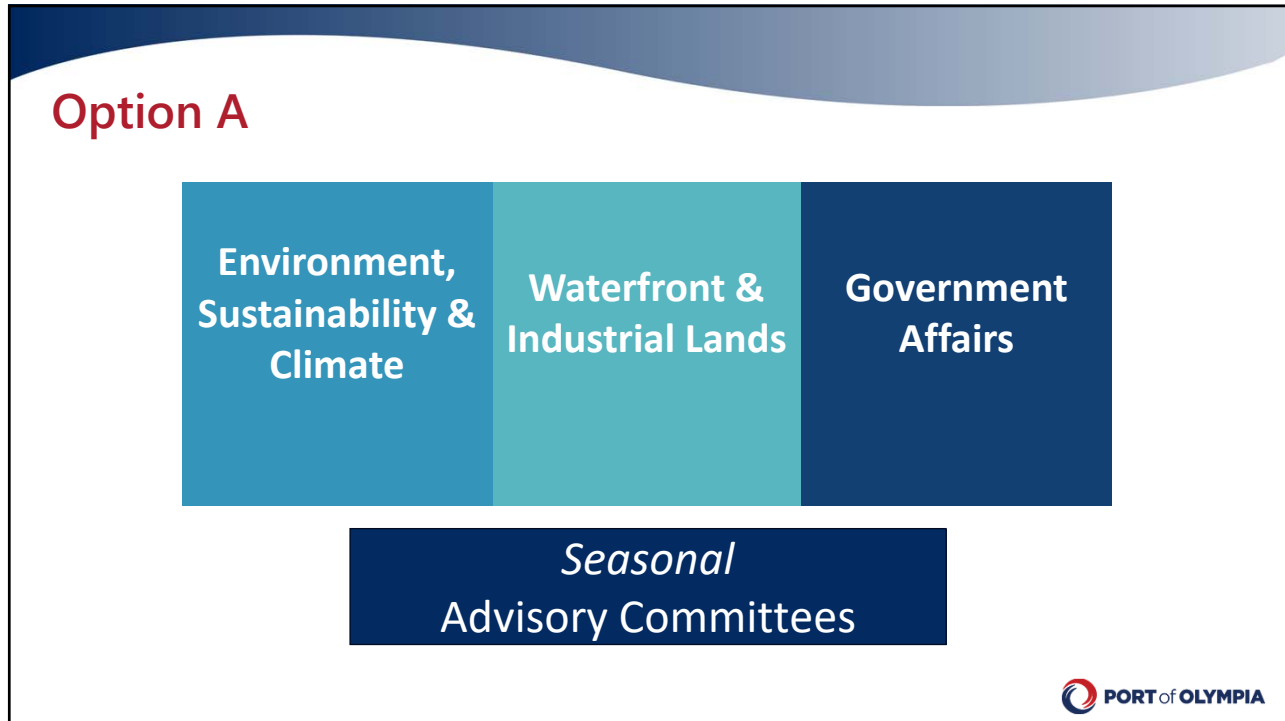 Option A
Environment,
Sustainability &
Climate
Waterfront &
Industrial Lands
Government
Affairs
Seasonal
Advisory Committees
PORT of OLYMPIA